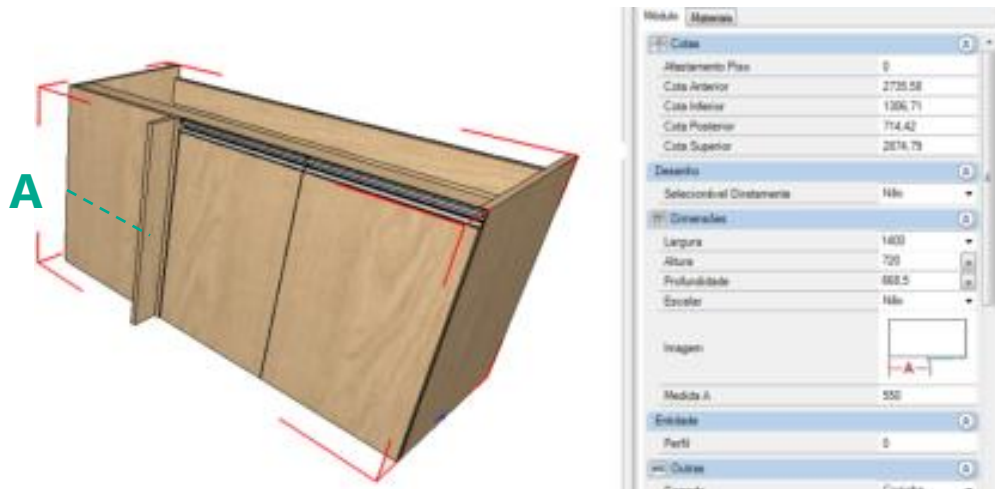 Módulo Materiais
Cotas
Afastamento Piso 0
Cota Anterior 2735.58
Cota Inferior 1306,71
Cota Posterior 714,42
Cota Superior 2874,79
Desenho
Selecionável Diretamente Não
Dimensões
Largura 1400
Altura 720
Profundidade 668,5
Escalar Não
Imagem
A
Medida A 550
Entidade
Perfil 0
Outras
A